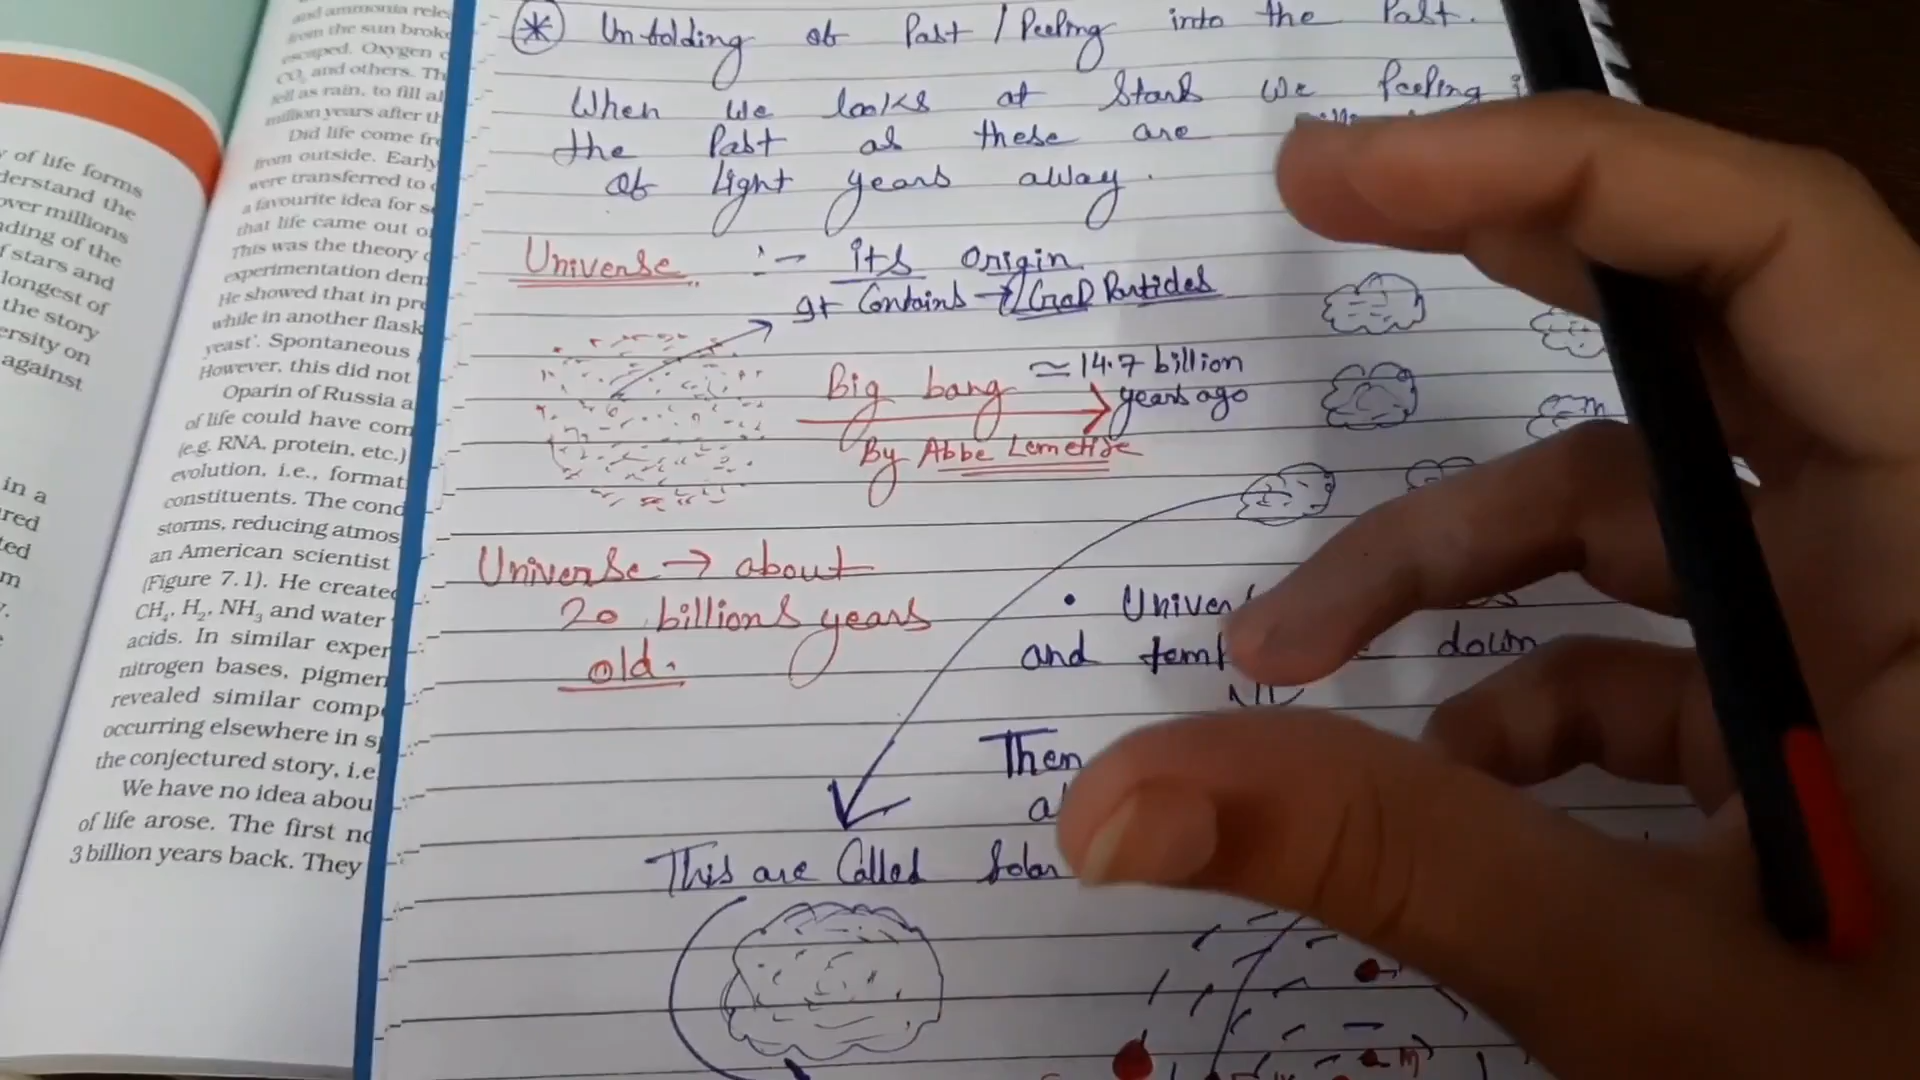 and ammonia rele
from the sun brok
escaped. Oxygen
CO₂ and others. Th
fell as rain, to fill al
million years after th
Did life come fr
from outside. Early
were transferred to
a favourite idea for s
that life came out o
This was the theory
experimentation dem
He showed that in pr
while in another flask
yeast'. Spontaneous
However, this did not
Oparin of Russia a
of life could have com
(e.g. RNA, protein, etc.)
evolution, i.e., format
constituents. The cond
storms, reducing atmos
an American scientist
(Figure 7.1). He create
CH₄, H₂, NH₃ and water
acids. In similar exper
nitrogen bases, pigmen
revealed similar comp
occurring elsewhere in s
the conjectured story, i.e
We have no idea abou
of life arose. The first n
3 billion years back. They
of life forms
derstand the
over millions
ding of the
f stars and
longest of
the story
ersity on
against
in a
red
ted
m
Unfolding of Past / Peeling into the Past.
When we looks at Stars we peeling
the Past as these are
of light years away.
Universe :- its origin
It Contains → Gas Particles
Big bang ≈ 14.7 billion
years ago
By Abbe Lemetise
Universe → about
20 billions years
old.
• Univer
and temp down
Then
This are Called Solar